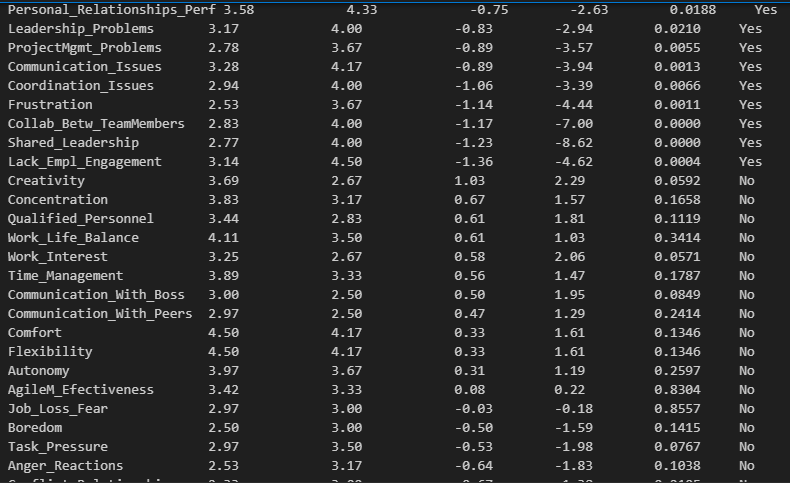 Personal_Relationships_Perf 3.58 4.33 -0.75 -2.63 0.0188 Yes
Leadership_Problems 3.17 4.00 -0.83 -2.94 0.0210 Yes
ProjectMgmt_Problems 2.78 3.67 -0.89 -3.57 0.0055 Yes
Communication_Issues 3.28 4.17 -0.89 -3.94 0.0013 Yes
Coordination_Issues 2.94 4.00 -1.06 -3.39 0.0066 Yes
Frustration 2.53 3.67 -1.14 -4.44 0.0011 Yes
Collab_Betw_TeamMembers 2.83 4.00 -1.17 -7.00 0.0000 Yes
Shared_Leadership 2.77 4.00 -1.23 -8.62 0.0000 Yes
Lack_Empl_Engagement 3.14 4.50 -1.36 -4.62 0.0004 Yes
Creativity 3.69 2.67 1.03 2.29 0.0592 No
Concentration 3.83 3.17 0.67 1.57 0.1658 No
Qualified_Personnel 3.44 2.83 0.61 1.81 0.1119 No
Work_Life_Balance 4.11 3.50 0.61 1.03 0.3414 No
Work_Interest 3.25 2.67 0.58 2.06 0.0571 No
Time_Management 3.89 3.33 0.56 1.47 0.1787 No
Communication_With_Boss 3.00 2.50 0.50 1.95 0.0849 No
Communication_With_Peers 2.97 2.50 0.47 1.29 0.2414 No
Comfort 4.50 4.17 0.33 1.61 0.1346 No
Flexibility 4.50 4.17 0.33 1.61 0.1346 No
Autonomy 3.97 3.67 0.31 1.19 0.2597 No
AgileM_Efectiveness 3.42 3.33 0.08 0.22 0.8304 No
Job_Loss_Fear 2.97 3.00 -0.03 -0.18 0.8557 No
Boredom 2.50 3.00 -0.50 -1.59 0.1415 No
Task_Pressure 2.97 3.50 -0.53 -1.98 0.0767 No
Anger_Reactions 2.53 3.17 -0.64 -1.83 0.1038 No